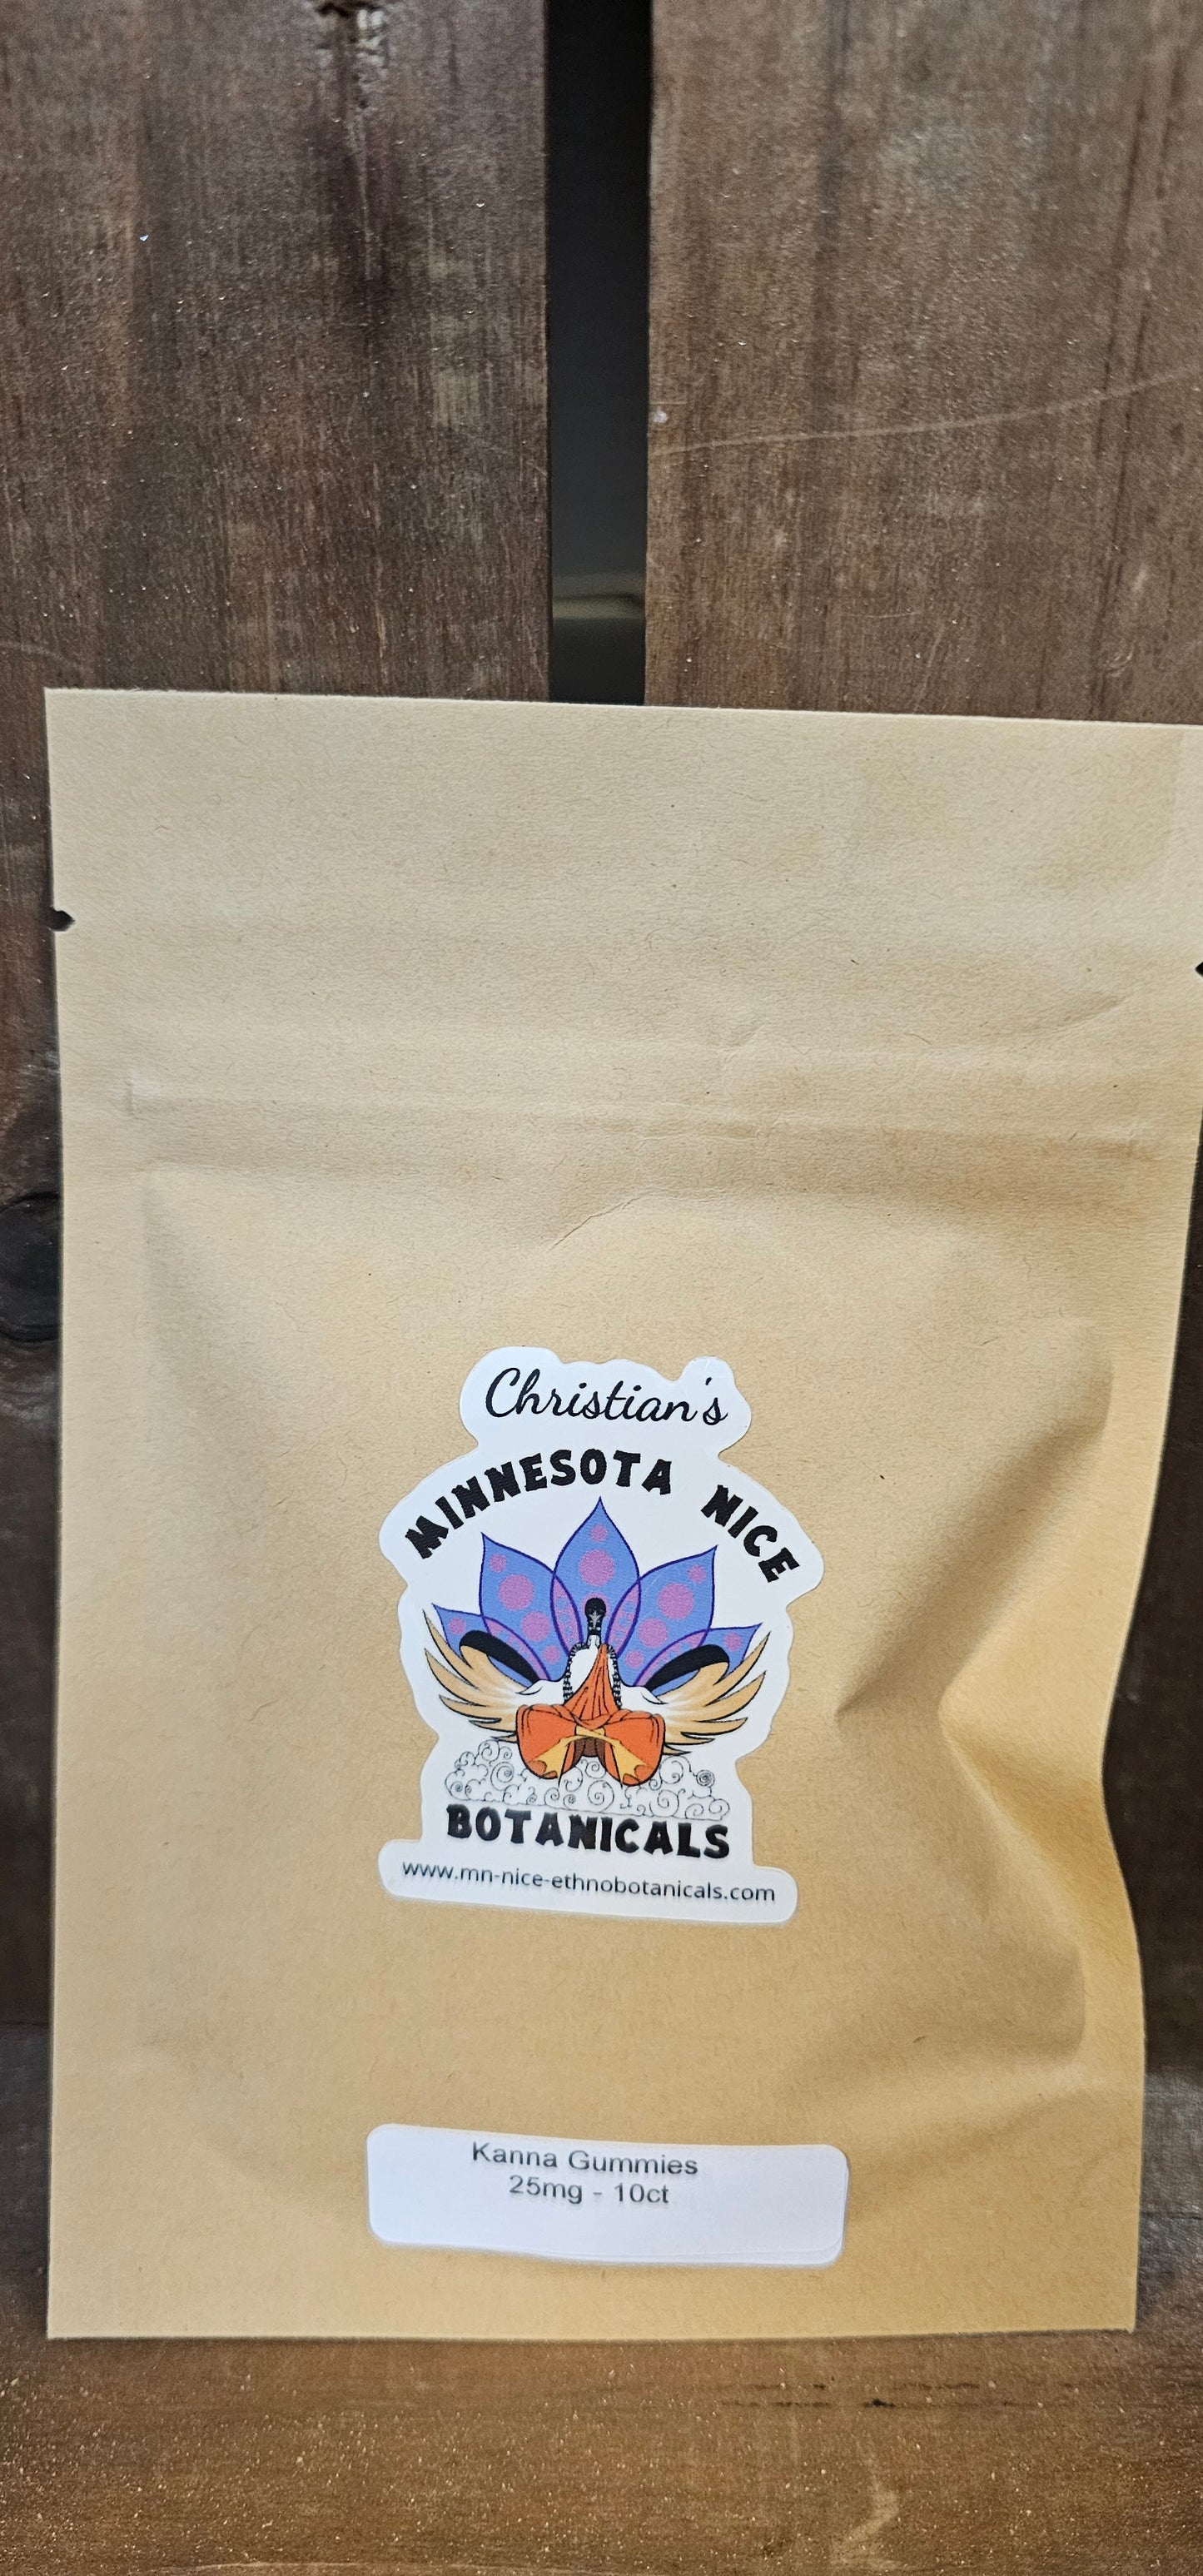 Christian's
MINNESOTA NICE
BOTANICALS
www.mn-nice-ethnobotanicals.com
Kanna Gummies
25mg - 10ct